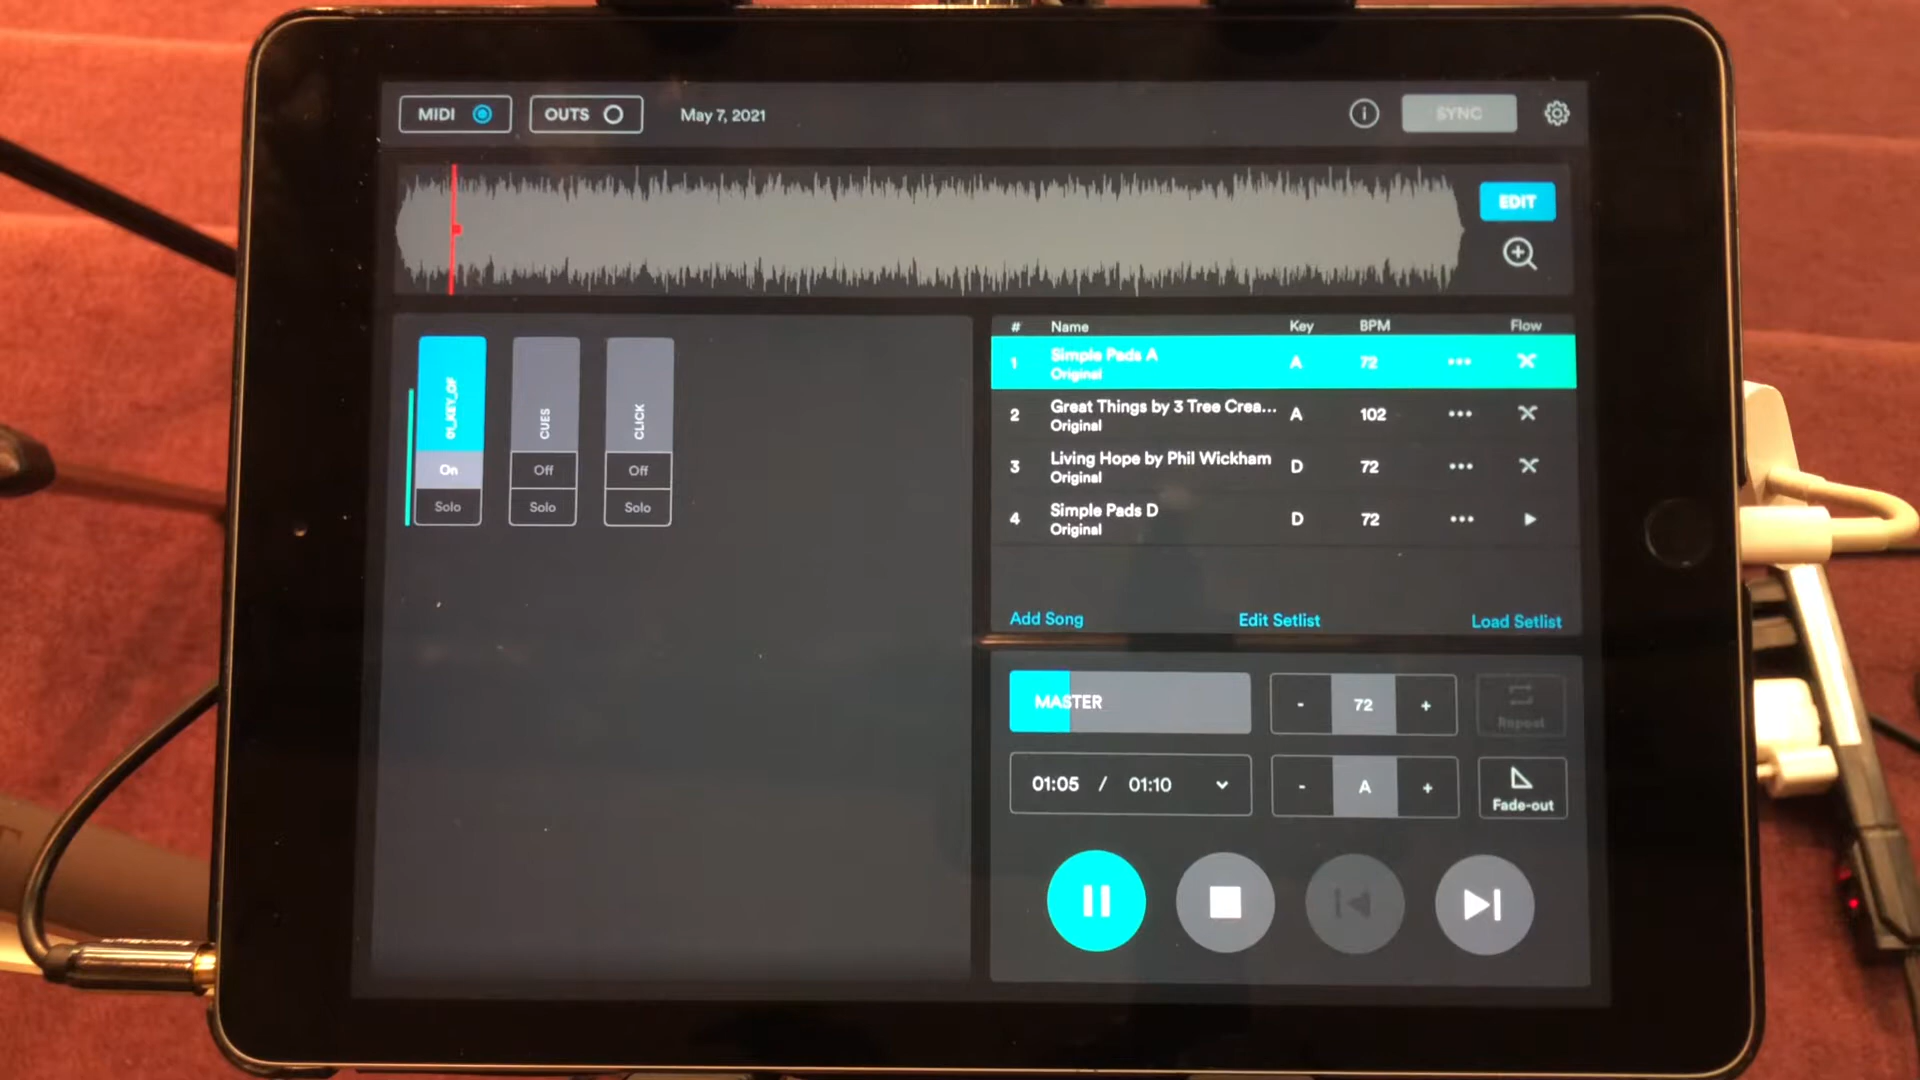 MIDI OUTS May 7, 2021 SYNC
EDIT
# Name Key BPM Flow
1 Simple Pads A A 72
Original
2 Great Things by 3 Tree Crea... A 102
Original
3 Living Hope by Phil Wickham D 72
Original
4 Simple Pads D D 72
Original
Add Song Edit Setlist Load Setlist
CUES
CLICK
On Off Off
Solo Solo Solo
MASTER - 72 + Repeat
01:05 / 01:10 - A + Fade-out